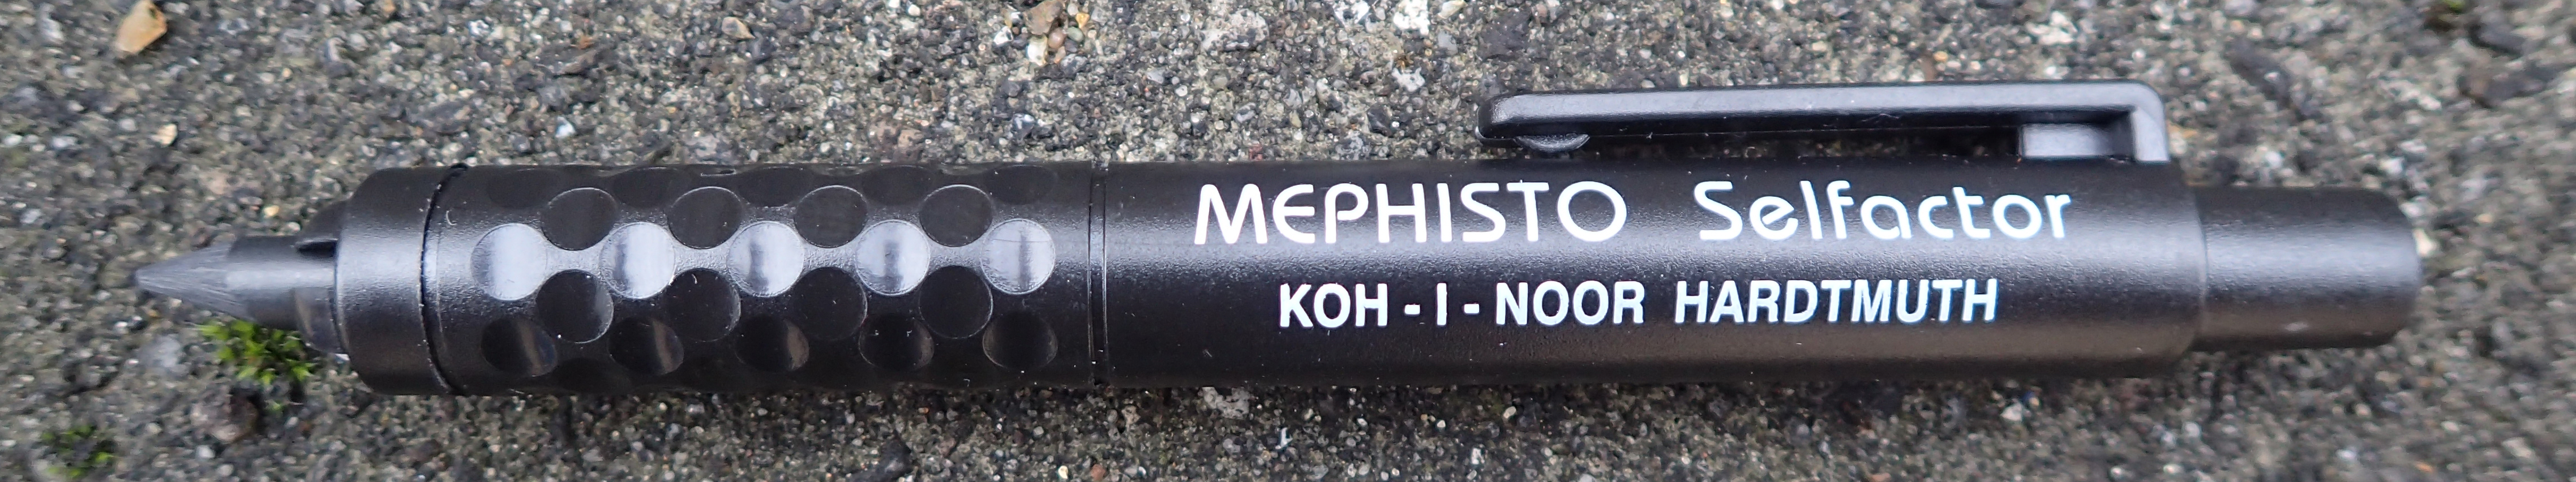 MEPHISTO Selfactor
KOH-I-NOOR HARDTMUTH